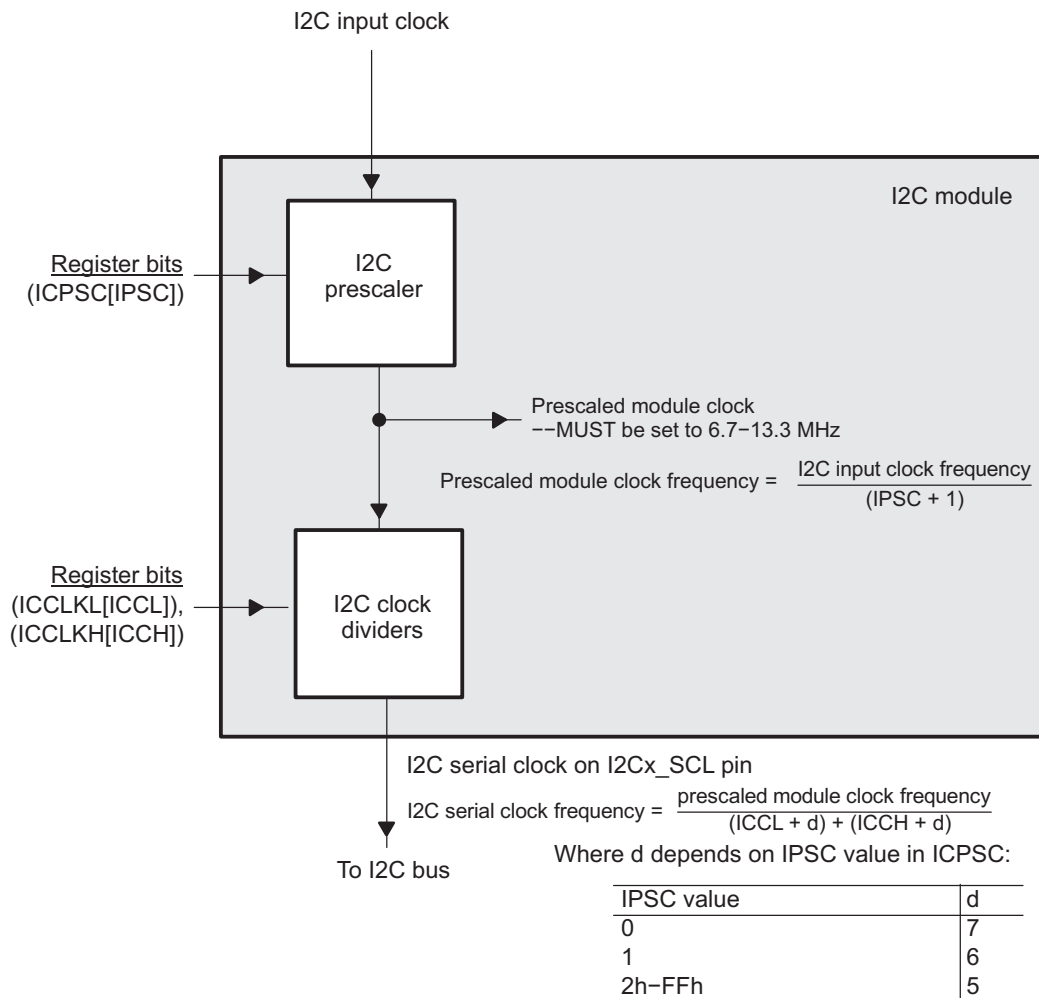 I2C input clock
I2C module
I2C
prescaler
Register bits
(ICPSC[IPSC])
Prescaled module clock
−−MUST be set to 6.7−13.3 MHz
Prescaled module clock frequency = I2C input clock frequency
(IPSC + 1)
Register bits
(ICCLKL[ICCL]),
(ICCLKH[ICCH])
I2C clock
dividers
I2C serial clock on I2Cx_SCL pin
I2C serial clock frequency = prescaled module clock frequency
(ICCL + d) + (ICCH + d)
To I2C bus
Where d depends on IPSC value in ICPSC:
IPSC value d
0 7
1 6
2h−FFh 5